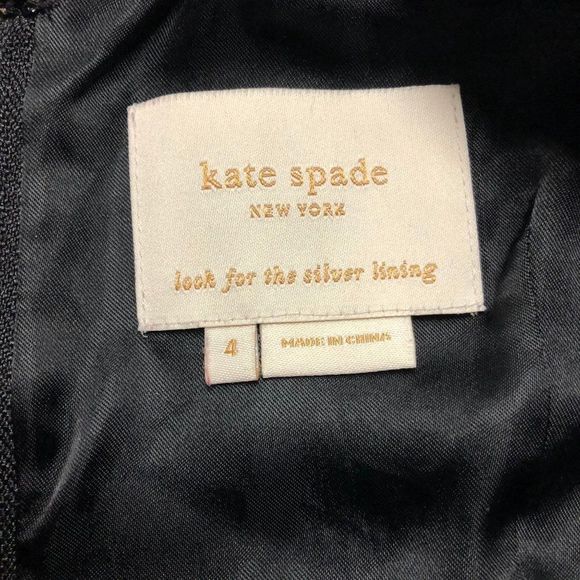 kate spade
NEW YORK
look for the silver lining
4
MADE IN CHINA